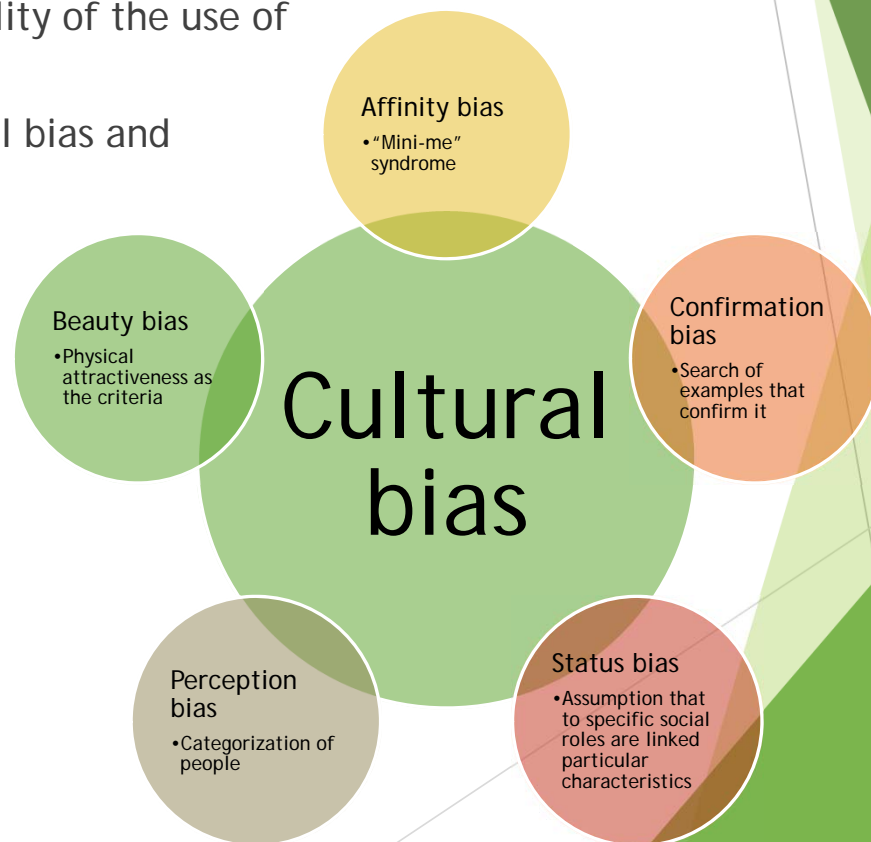 lity of the use of
l bias and
Affinity bias
•“Mini-me”
syndrome
Confirmation
bias
•Search of
examples that
confirm it
Status bias
•Assumption that
to specific social
roles are linked
particular
characteristics
Perception
bias
•Categorization of
people
Beauty bias
•Physical
attractiveness as
the criteria
Cultural
bias